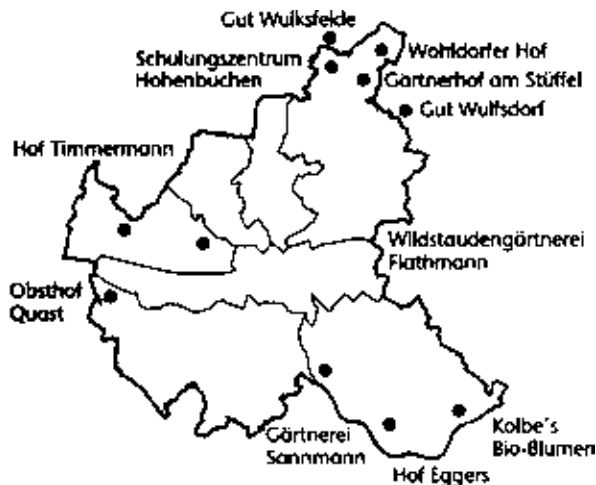 Gut Wulksfelde
Schulungszentrum
Hohenbuchen
Wohldorfer Hof
Gärtnerhof am Stüffel
Gut Wulfsdorf
Hof Timmermann
Wildstaudengörtnerei
Flathmann
Obsthof
Quast
Gärtnerei
Sannmann
Kolbe´s
Bio-Blumen
Hof Eggers